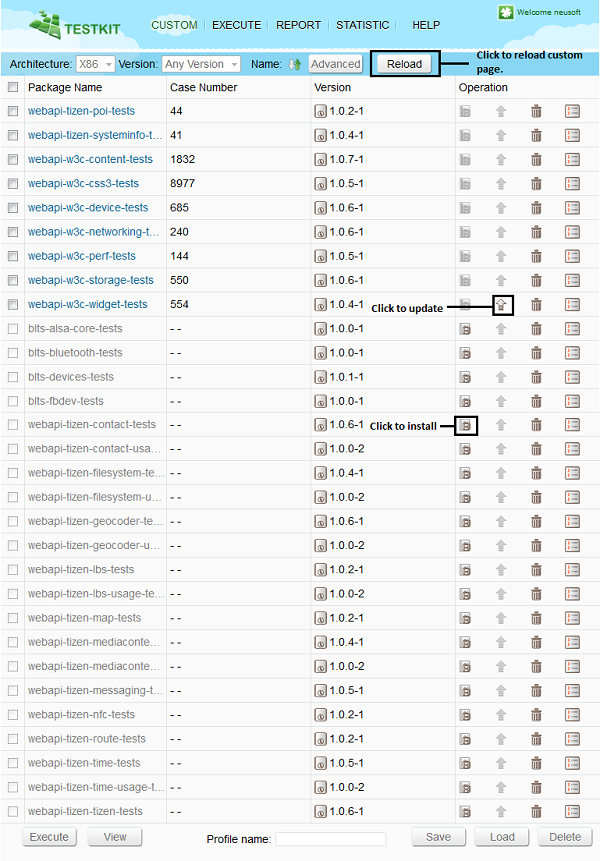 Welcome neusoft
TESTKIT CUSTOM EXECUTE REPORT STATISTIC HELP
Architecture: X86 Version: Any Version Name: Advanced Reload Click to reload custom page.
Package Name Case Number Version Operation
webapi-tizen-poi-tests 44 1.0.2-1
webapi-tizen-systeminfo-t... 41 1.0.4-1
webapi-w3c-content-tests 1832 1.0.7-1
webapi-w3c-css3-tests 8977 1.0.5-1
webapi-w3c-device-tests 685 1.0.6-1
webapi-w3c-networking-t... 240 1.0.6-1
webapi-w3c-perf-tests 144 1.0.5-1
webapi-w3c-storage-tests 550 1.0.6-1
webapi-w3c-widget-tests 554 1.0.4-1 Click to update
blts-alsa-core-tests - - 1.0.0-1
blts-bluetooth-tests - - 1.0.0-1
blts-devices-tests - - 1.0.1-1
blts-fbdev-tests - - 1.0.0-1
webapi-tizen-contact-tests - - 1.0.6-1 Click to install
webapi-tizen-contact-usa... - - 1.0.0-2
webapi-tizen-filesystem-te... - - 1.0.4-1
webapi-tizen-filesystem-u... - - 1.0.0-2
webapi-tizen-geocoder-te... - - 1.0.6-1
webapi-tizen-geocoder-u... - - 1.0.0-2
webapi-tizen-lbs-tests - - 1.0.2-1
webapi-tizen-lbs-usage-te... - - 1.0.0-2
webapi-tizen-map-tests - - 1.0.2-1
webapi-tizen-mediaconte... - - 1.0.4-1
webapi-tizen-mediaconte... - - 1.0.0-2
webapi-tizen-messaging-t... - - 1.0.5-1
webapi-tizen-nfc-tests - - 1.0.2-1
webapi-tizen-route-tests - - 1.0.2-1
webapi-tizen-time-tests - - 1.0.5-1
webapi-tizen-time-usage-t... - - 1.0.0-2
webapi-tizen-tizen-tests - - 1.0.6-1
Execute View Profile name: Save Load Delete